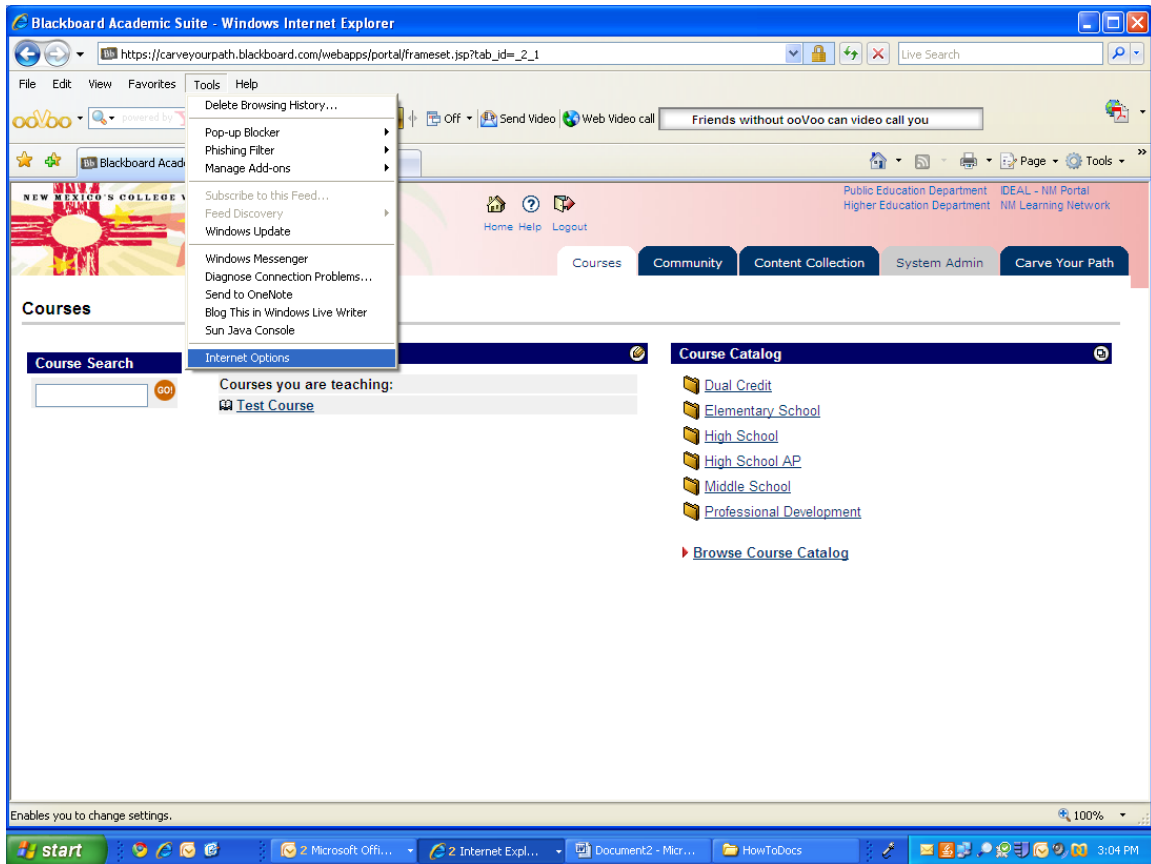 Blackboard Academic Suite - Windows Internet Explorer
https://carveyourpath.blackboard.com/webapps/portal/frameset.jsp?tab_id=_2_1
Live Search
File Edit View Favorites Tools Help
ooVoo powered by
Off Send Video Web Video call Friends without ooVoo can video call you
Blackboard Acad
Page Tools
Delete Browsing History...
Pop-up Blocker
Phishing Filter
Manage Add-ons
Subscribe to this Feed...
Feed Discovery
Windows Update
Windows Messenger
Diagnose Connection Problems...
Send to OneNote
Blog This in Windows Live Writer
Sun Java Console
Internet Options
NEW MEXICO'S COLLEGE
Home Help Logout
Public Education Department IDEAL - NM Portal
Higher Education Department NM Learning Network
Courses Community Content Collection System Admin Carve Your Path
Courses
Course Search
GO!
Courses you are teaching:
Test Course
Course Catalog
Dual Credit
Elementary School
High School
High School AP
Middle School
Professional Development
Browse Course Catalog
Enables you to change settings.
100%
start 2 Microsoft Offi... 2 Internet Expl... Document2 - Micr... HowToDocs 3:04 PM